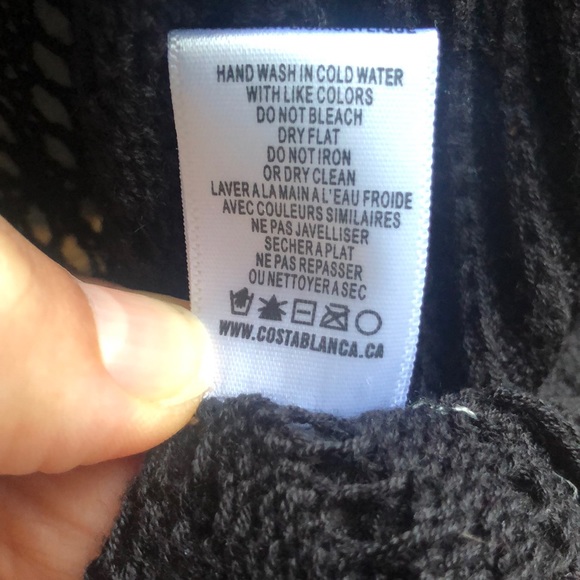 HAND WASH IN COLD WATER
WITH LIKE COLORS
DO NOT BLEACH
DRY FLAT
DO NOT IRON
OR DRY CLEAN
LAVER A LA MAIN A L'EAU FROIDE
AVEC COULEURS SIMILAIRES
NE PAS JAVELLISER
SECHER A PLAT
NE PAS REPASSER
OU NETTOYER A SEC
WWW.COSTABLANCA.CA